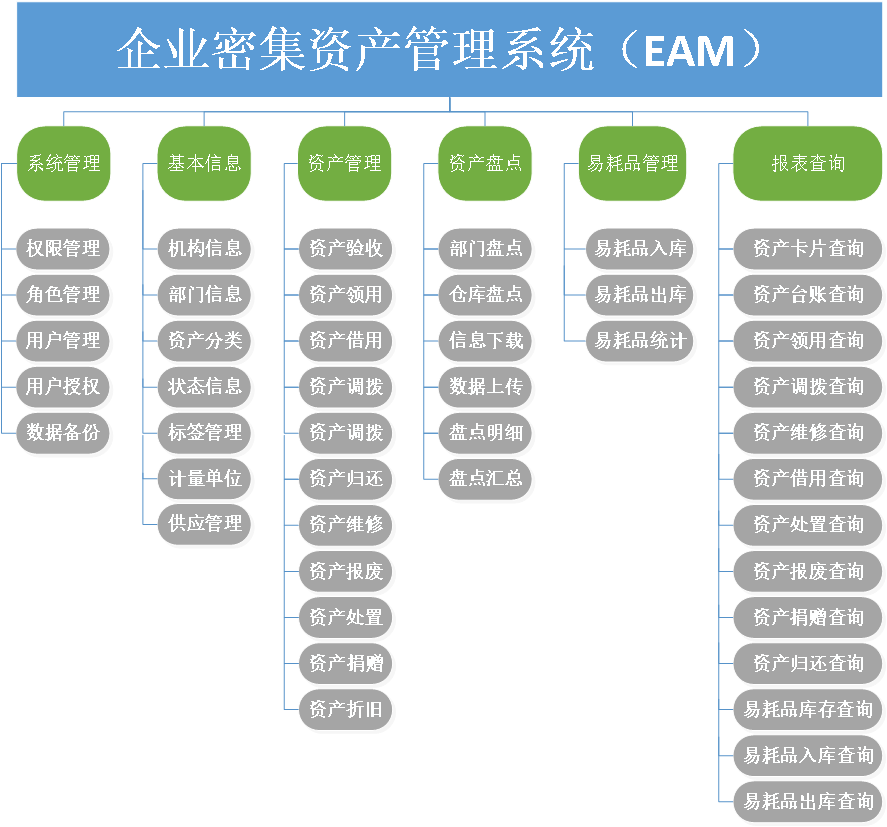 企业密集资产管理系统（EAM）
系统管理
权限管理
角色管理
用户管理
用户授权
数据备份
基本信息
机构信息
部门信息
资产分类
状态信息
标签管理
计量单位
供应管理
资产管理
资产验收
资产领用
资产借用
资产调拨
资产调拨
资产归还
资产维修
资产报废
资产处置
资产捐赠
资产折旧
资产盘点
部门盘点
仓库盘点
信息下载
数据上传
盘点明细
盘点汇总
易耗品管理
易耗品入库
易耗品出库
易耗品统计
报表查询
资产卡片查询
资产台账查询
资产领用查询
资产调拨查询
资产维修查询
资产借用查询
资产处置查询
资产报废查询
资产捐赠查询
资产归还查询
易耗品库存查询
易耗品入库查询
易耗品出库查询